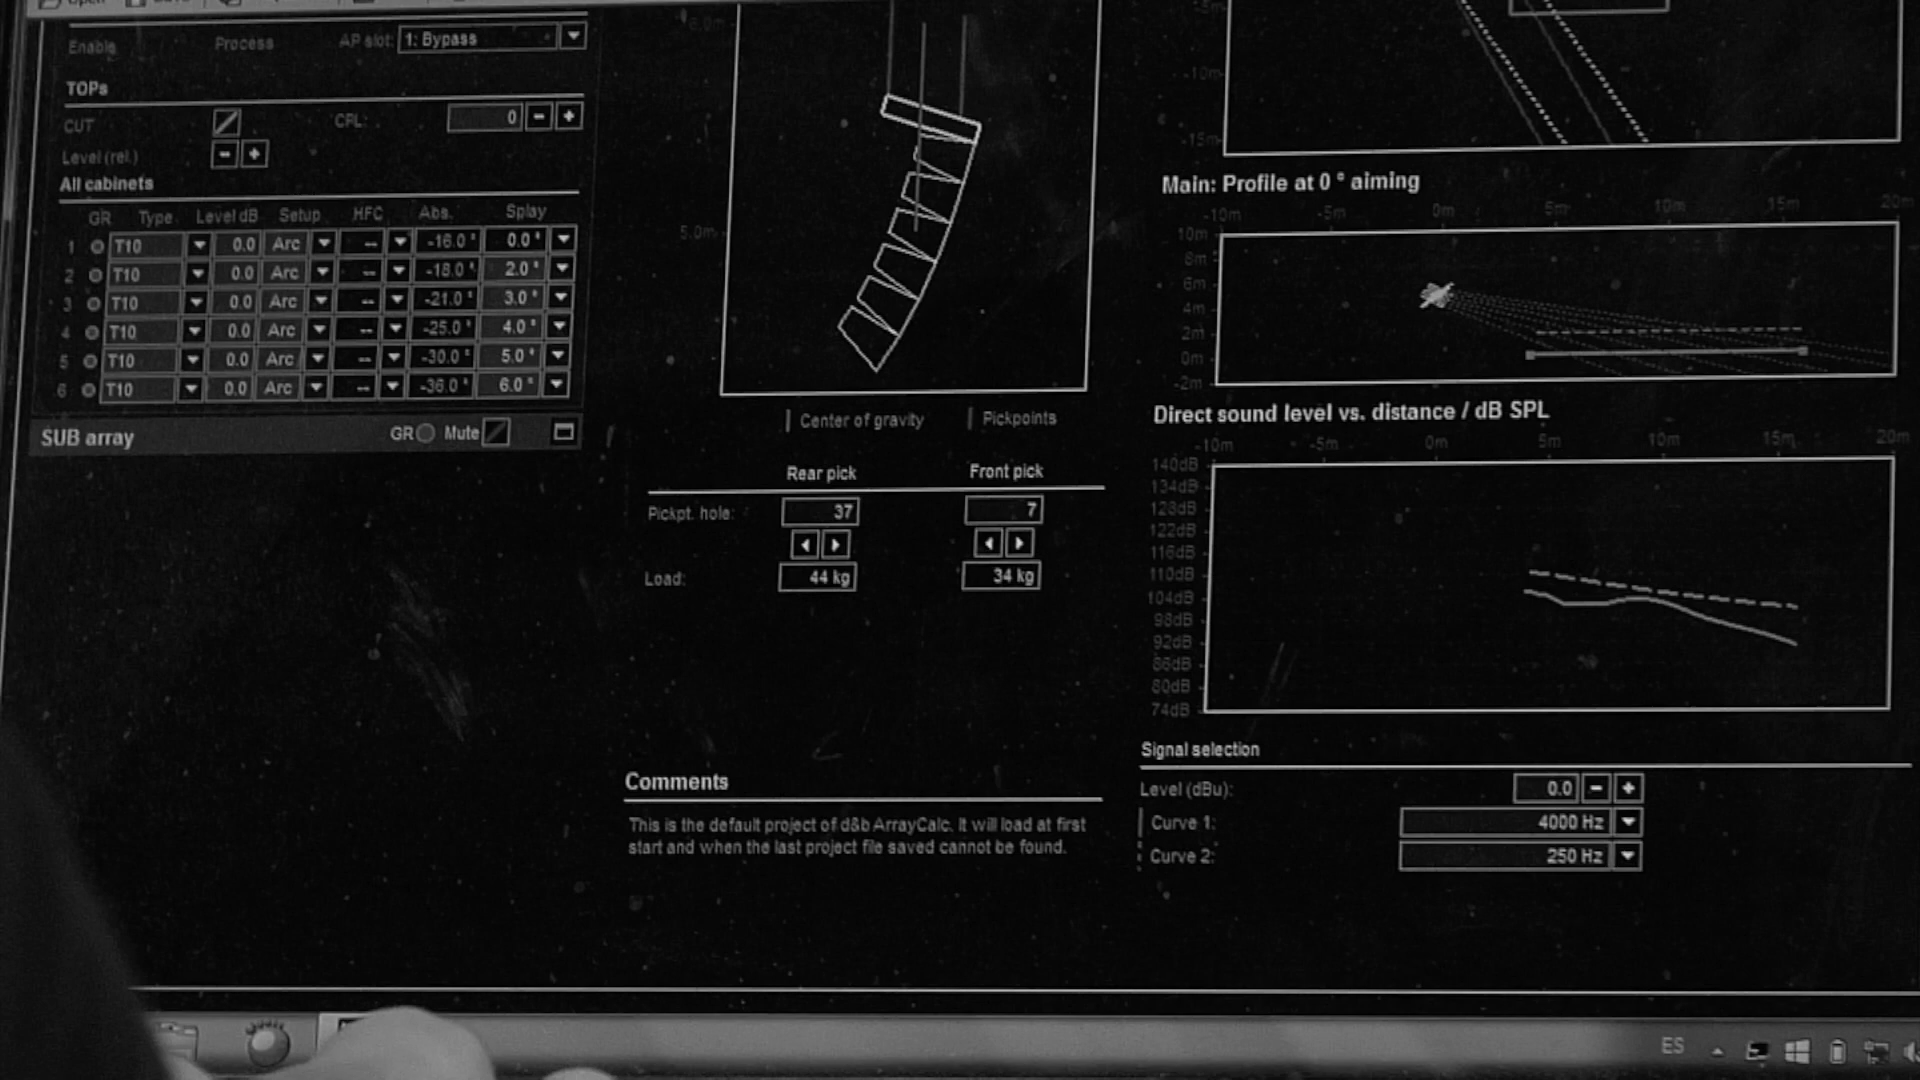 Open
Enable Process AP slot: 1: Bypass
TOPs
CUT CPL: 0 - +
Level (rel.) - +
All cabinets
GR Type Level dB Setup HFC Abs. Splay
1 T10 0.0 Arc -- -16.0 ° 0.0 °
2 T10 0.0 Arc -- -18.0 ° 2.0 °
3 T10 0.0 Arc -- -21.0 ° 3.0 °
4 T10 0.0 Arc -- -25.0 ° 4.0 °
5 T10 0.0 Arc -- -30.0 ° 5.0 °
6 T10 0.0 Arc -- -36.0 ° 6.0 °
SUB array GR Mute
6.0m
5.0m
Center of gravity Pickpoints
Rear pick Front pick
Pickpt. hole: 37 7
Load: 44 kg 34 kg
Comments
This is the default project of d&b ArrayCalc. It will load at first
start and when the last project file saved cannot be found.
-5m
-10m
-15m
Main: Profile at 0 ° aiming
-10m -5m 0m 5m 10m 15m 20m
10m
8m
6m
4m
2m
0m
-2m
Direct sound level vs. distance / dB SPL
-10m -5m 0m 5m 10m 15m 20m
140dB
134dB
128dB
122dB
116dB
110dB
104dB
98dB
92dB
86dB
80dB
74dB
Signal selection
Level (dBu): 0.0 - +
Curve 1: 4000 Hz
Curve 2: 250 Hz
ES